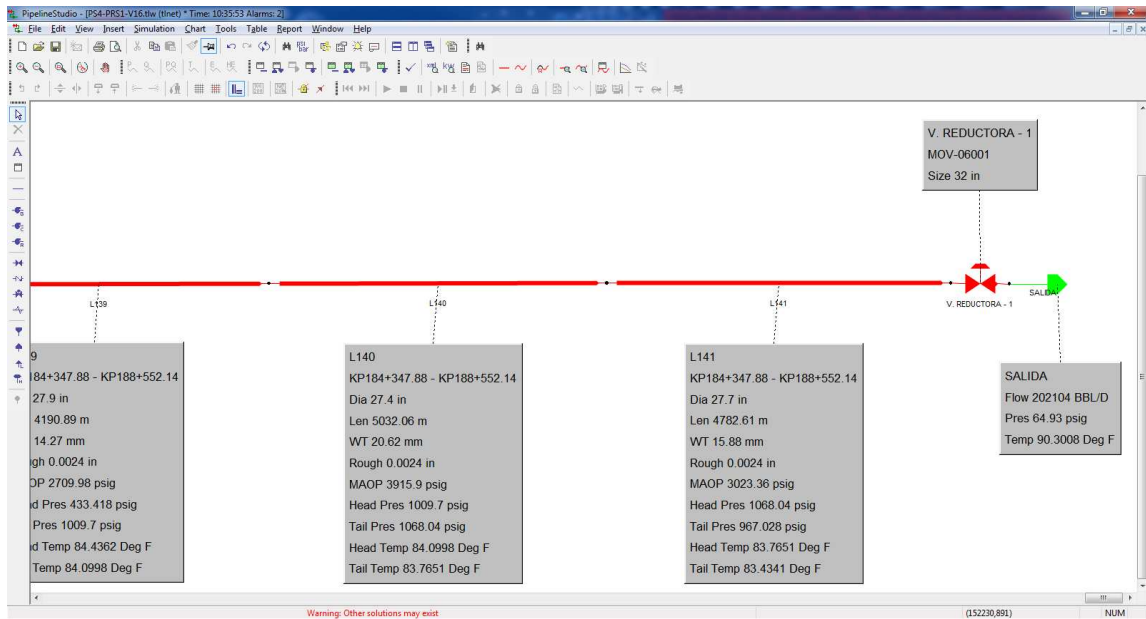 PipelineStudio - [PS4-PRS1-V16.tlw (tlnet) * Time: 10:35:53 Alarms: 2]
File Edit View Insert Simulation Chart Tools Table Report Window Help
V. REDUCTORA - 1
MOV-06001
Size 32 in
L139
L140
L141
V. REDUCTORA - 1
SALIDA
9
184+347.88 - KP188+552.14
27.9 in
4190.89 m
14.27 mm
ugh 0.0024 in
OP 2709.98 psig
d Pres 433.418 psig
Pres 1009.7 psig
d Temp 84.4362 Deg F
Temp 84.0998 Deg F
L140
KP184+347.88 - KP188+552.14
Dia 27.4 in
Len 5032.06 m
WT 20.62 mm
Rough 0.0024 in
MAOP 3915.9 psig
Head Pres 1009.7 psig
Tail Pres 1068.04 psig
Head Temp 84.0998 Deg F
Tail Temp 83.7651 Deg F
L141
KP184+347.88 - KP188+552.14
Dia 27.7 in
Len 4782.61 m
WT 15.88 mm
Rough 0.0024 in
MAOP 3023.36 psig
Head Pres 1068.04 psig
Tail Pres 967.028 psig
Head Temp 83.7651 Deg F
Tail Temp 83.4341 Deg F
SALIDA
Flow 202104 BBL/D
Pres 64.93 psig
Temp 90.3008 Deg F
Warning: Other solutions may exist
(152230,891)
NUM